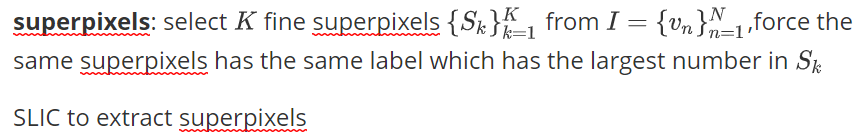 superpixels: select K fine superpixels {S_k}_{k=1}^{K} from I = {v_n}_{n=1}^{N},force the
same superpixels has the same label which has the largest number in S_k
SLIC to extract superpixels